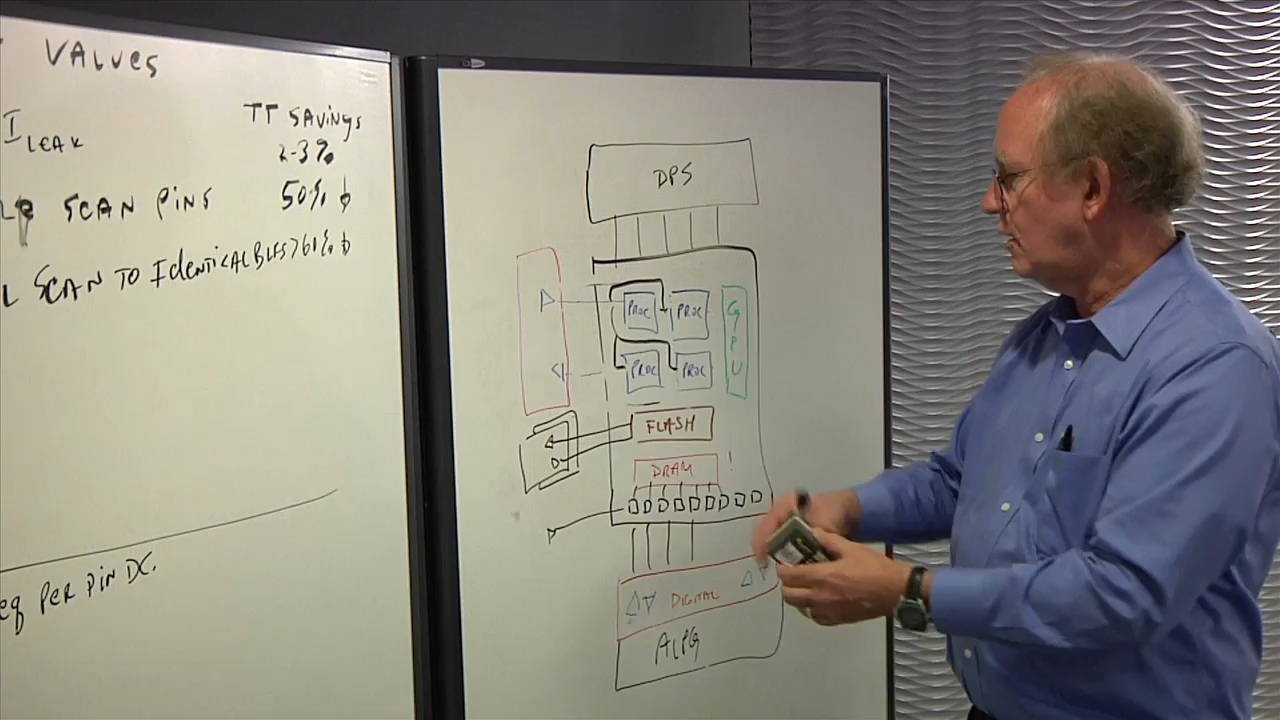 VALUES
I LEAK
TT SAVINGS
2-3%
SCAN PINS
50%
SCAN TO IDENTICAL BLKS >60%
PER PIN DC.
DPS
PROC PROC
PROC PROC
GPU
FLASH
DRAM !
DIGITAL
ALPG